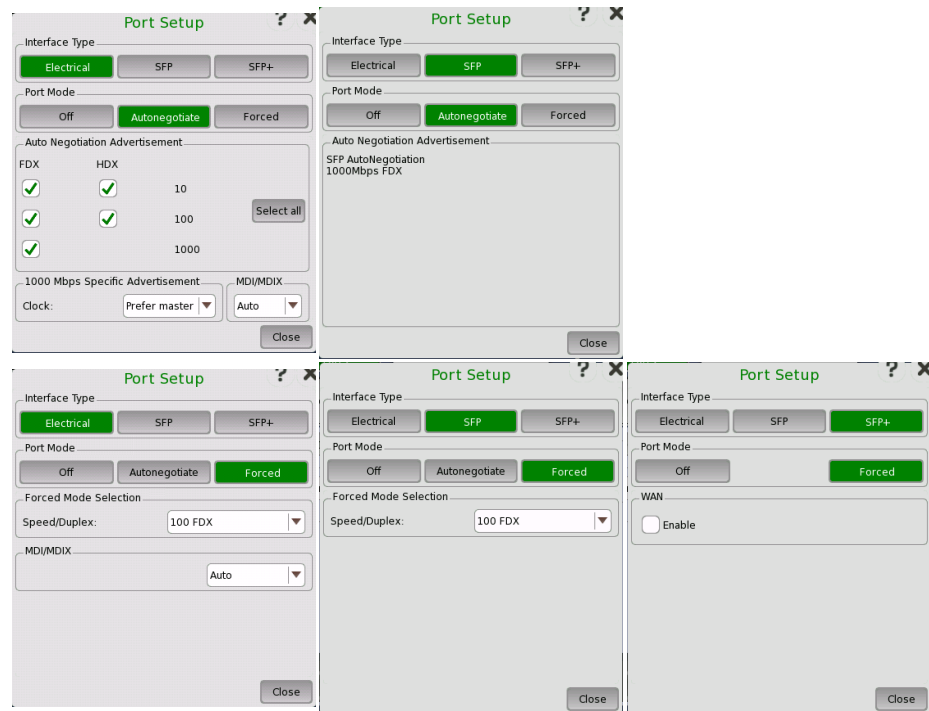 Port Setup ? X
Interface Type
Electrical SFP SFP+
Port Mode
Off Autonegotiate Forced
Auto Negotiation Advertisement
FDX HDX
10
100 Select all
1000
1000 Mbps Specific Advertisement MDI/MDIX
Clock: Prefer master Auto
Close
Port Setup ? X
Interface Type
Electrical SFP SFP+
Port Mode
Off Autonegotiate Forced
Auto Negotiation Advertisement
SFP AutoNegotiation
1000Mbps FDX
Close
Port Setup ? X
Interface Type
Electrical SFP SFP+
Port Mode
Off Autonegotiate Forced
Forced Mode Selection
Speed/Duplex: 100 FDX
MDI/MDIX
Auto
Close
Port Setup ? X
Interface Type
Electrical SFP SFP+
Port Mode
Off Autonegotiate Forced
Forced Mode Selection
Speed/Duplex: 100 FDX
Close
Port Setup ? X
Interface Type
Electrical SFP SFP+
Port Mode
Off Forced
WAN
Enable
Close